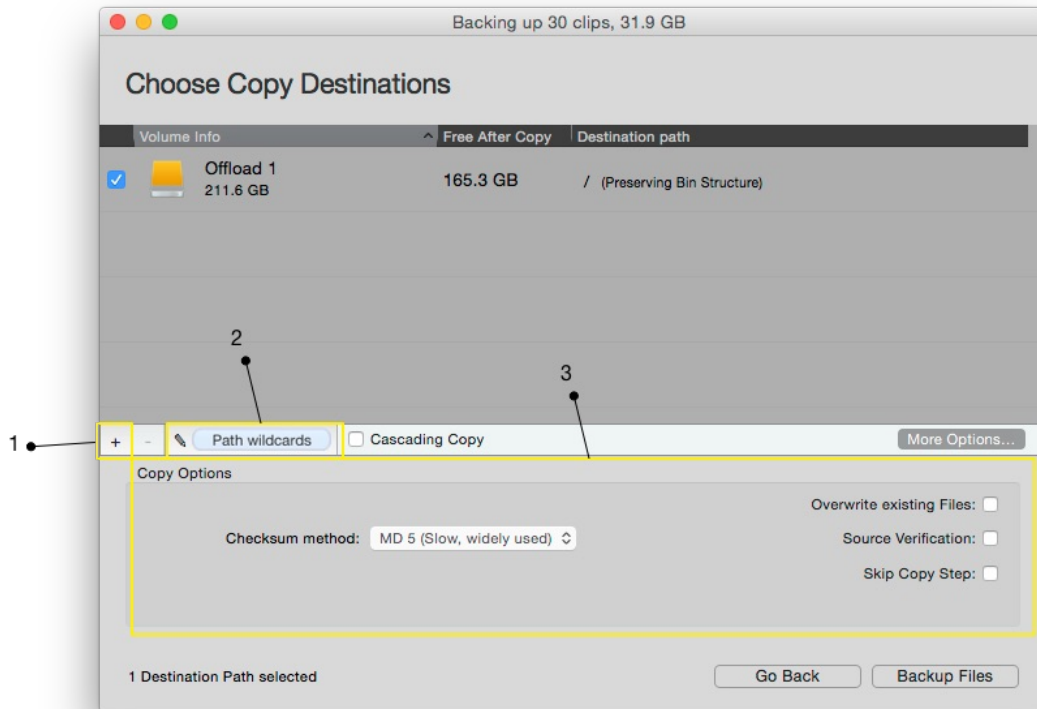 Backing up 30 clips, 31.9 GB
Choose Copy Destinations
Volume Info Free After Copy Destination path
Offload 1
211.6 GB
165.3 GB
/ (Preserving Bin Structure)
2
3
1
+ - Path wildcards Cascading Copy More Options...
Copy Options
Overwrite existing Files:
Checksum method: MD 5 (Slow, widely used)
Source Verification:
Skip Copy Step:
1 Destination Path selected
Go Back Backup Files